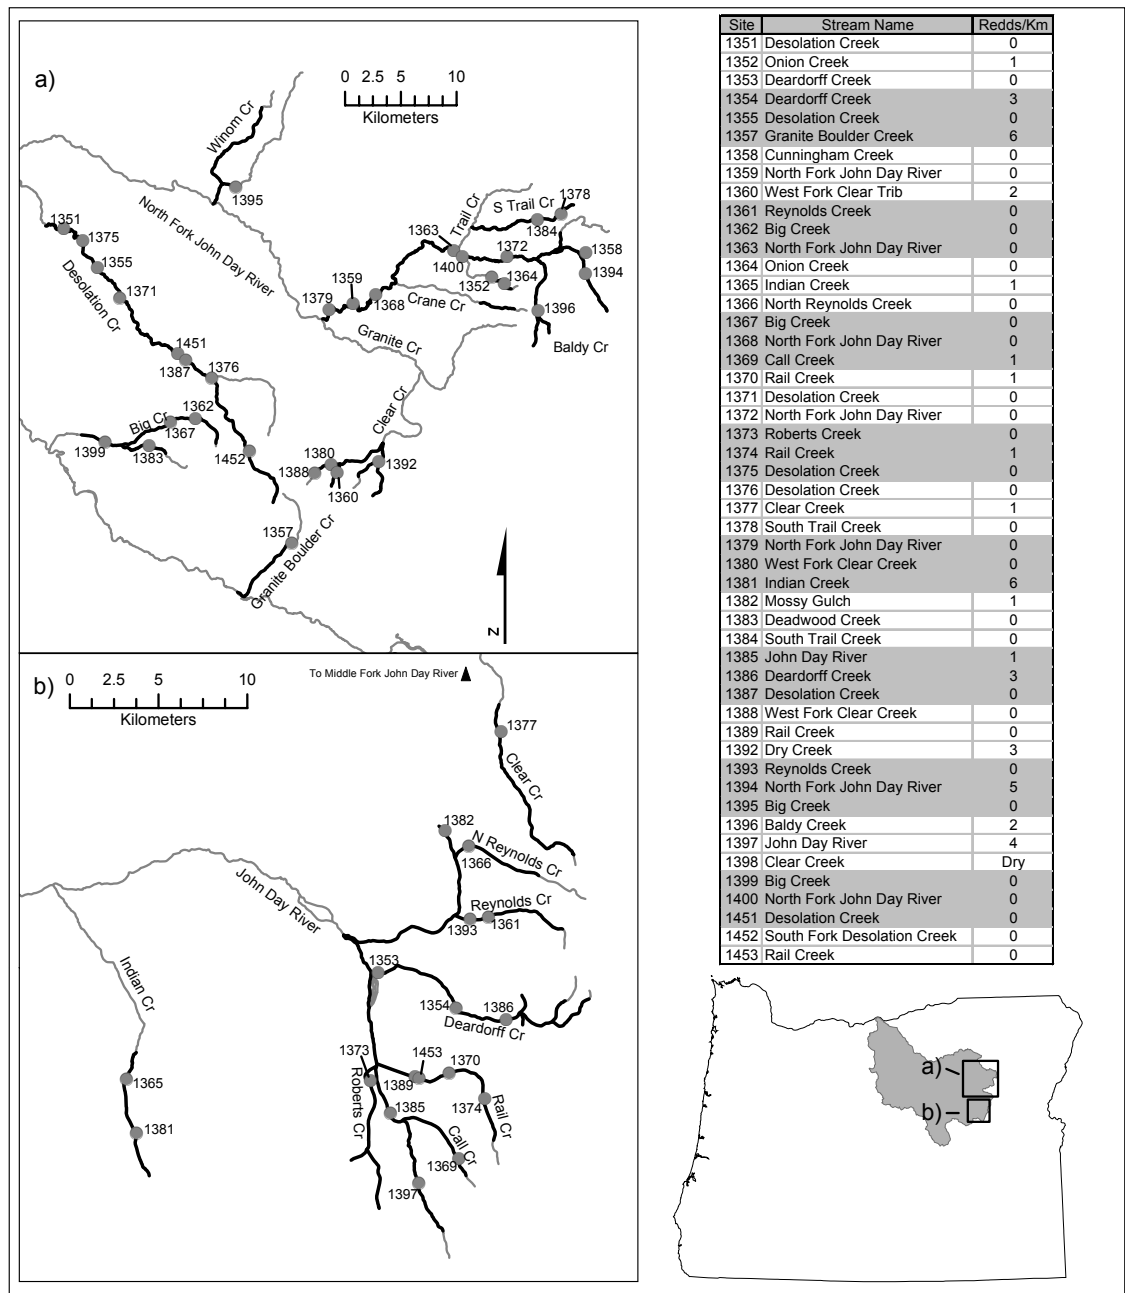 a)
0 2.5 5 10
Kilometers
Winom Cr
1395
North Fork John Day River
1351
1375
1355
1371
Desolation Cr
1451
1387
1376
1362
Big Cr
1367
1399
1383
1452
1363
Trail Cr
S Trail Cr
1378
1384
1372
1358
1400
1364
1352
1394
1359
1379
1368
Crane Cr
1396
Granite Cr
Baldy Cr
Clear Cr
1380
1388
1392
1360
1357
Granite Boulder Cr
N
b)
0 2.5 5 10
Kilometers
To Middle Fork John Day River
1377
Clear Cr
1382
N Reynolds Cr
1366
Reynolds Cr
1393
1361
John Day River
1353
1354
1386
Deardorff Cr
Indian Cr
1365
1381
1373
1453
1370
1389
Roberts Cr
1385
1374
Rail Cr
Call Cr
1369
1397
Site Stream Name Redds/Km
1351 Desolation Creek 0
1352 Onion Creek 1
1353 Deardorff Creek 0
1354 Deardorff Creek 3
1355 Desolation Creek 0
1357 Granite Boulder Creek 6
1358 Cunningham Creek 0
1359 North Fork John Day River 0
1360 West Fork Clear Trib 2
1361 Reynolds Creek 0
1362 Big Creek 0
1363 North Fork John Day River 0
1364 Onion Creek 0
1365 Indian Creek 1
1366 North Reynolds Creek 0
1367 Big Creek 0
1368 North Fork John Day River 0
1369 Call Creek 1
1370 Rail Creek 1
1371 Desolation Creek 0
1372 North Fork John Day River 0
1373 Roberts Creek 0
1374 Rail Creek 1
1375 Desolation Creek 0
1376 Desolation Creek 0
1377 Clear Creek 1
1378 South Trail Creek 0
1379 North Fork John Day River 0
1380 West Fork Clear Creek 0
1381 Indian Creek 6
1382 Mossy Gulch 1
1383 Deadwood Creek 0
1384 South Trail Creek 0
1385 John Day River 1
1386 Deardorff Creek 3
1387 Desolation Creek 0
1388 West Fork Clear Creek 0
1389 Rail Creek 0
1392 Dry Creek 3
1393 Reynolds Creek 0
1394 North Fork John Day River 5
1395 Big Creek 0
1396 Baldy Creek 2
1397 John Day River 4
1398 Clear Creek Dry
1399 Big Creek 0
1400 North Fork John Day River 0
1451 Desolation Creek 0
1452 South Fork Desolation Creek 0
1453 Rail Creek 0
a)
b)